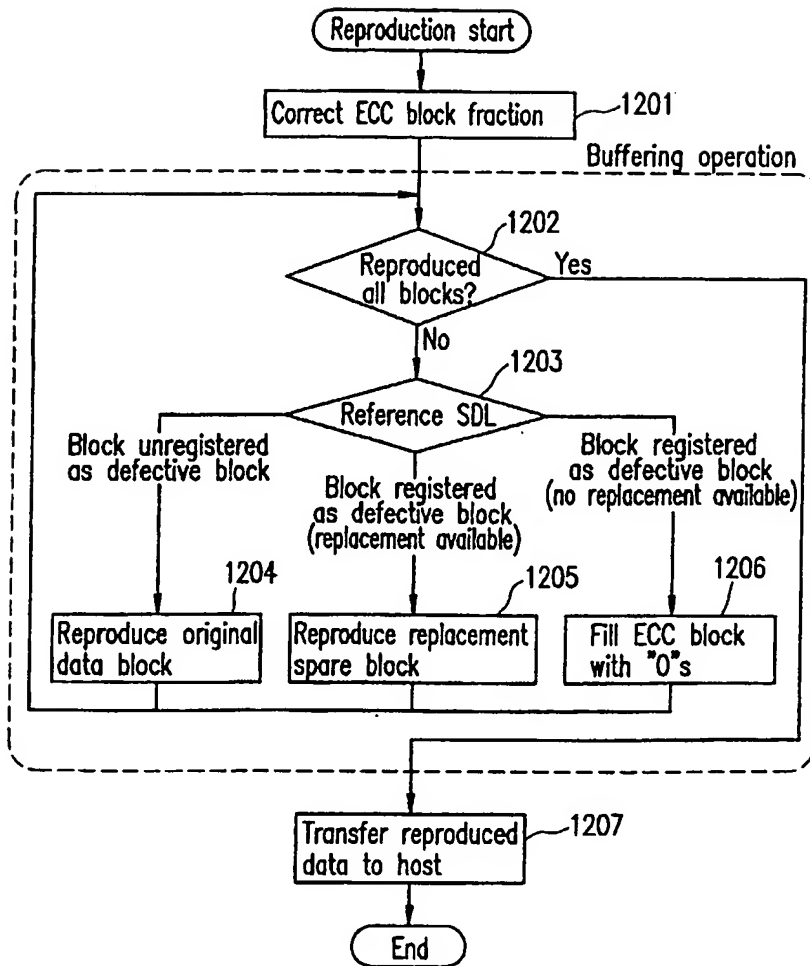 Reproduction start
Correct ECC block fraction
1201
Buffering operation
1202
Reproduced
all blocks?
Yes
No
1203
Reference SDL
Block unregistered
as defective block
Block registered
as defective block
(replacement available)
Block registered
as defective block
(no replacement available)
1204
Reproduce original
data block
1205
Reproduce replacement
spare block
1206
Fill ECC block
with "0"s
Transfer reproduced
data to host
1207
End